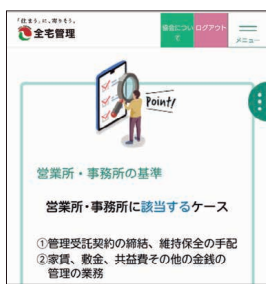 「住まう」に、寄りそう。
全宅管理
協会につい
て
ログアウト
メニュー
Point!
営業所・事務所の基準
営業所・事務所に該当するケース
①管理受託契約の締結、維持保全の手配
②家賃、敷金、共益費その他の金銭の
管理の業務